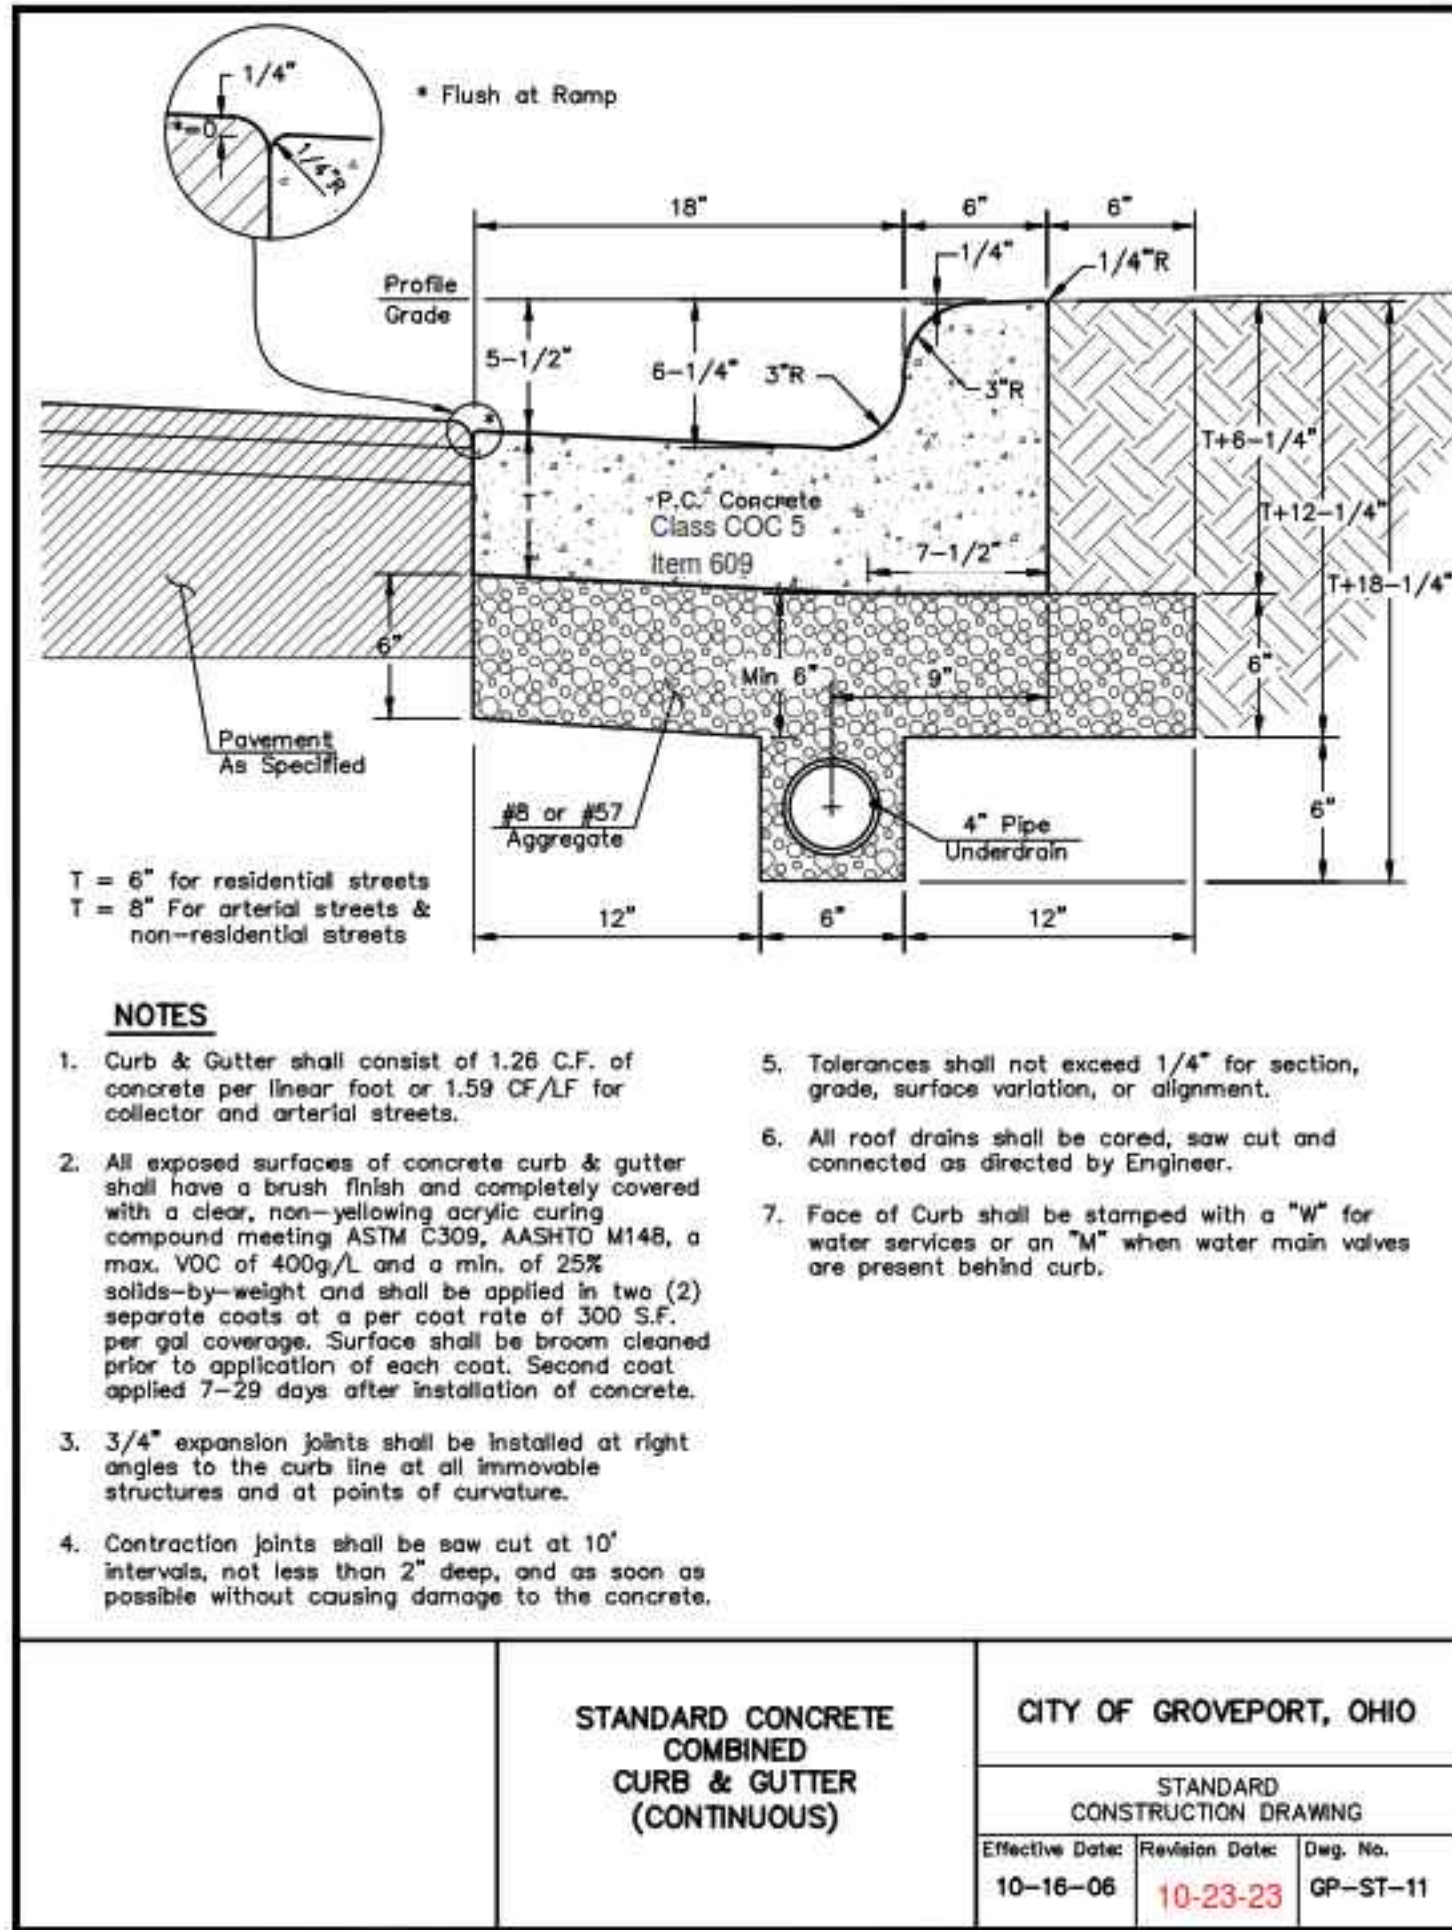 1/4"
*=0
1/4"R
* Flush at Ramp
18"
6"
6"
1/4"
1/4"R
Profile
Grade
5-1/2"
6-1/4"
3"R
3"R
*
T+6-1/4"
T+12-1/4"
T+18-1/4"
T
P.C. Concrete
Class COC 5
Item 609
7-1/2"
6"
Min 6"
9"
6"
Pavement
As Specified
#8 or #57
Aggregate
4" Pipe
Underdrain
6"
T = 6" for residential streets
T = 8" For arterial streets &
non-residential streets
12"
6"
12"
NOTES
1. Curb & Gutter shall consist of 1.26 C.F. of
concrete per linear foot or 1.59 CF/LF for
collector and arterial streets.
2. All exposed surfaces of concrete curb & gutter
shall have a brush finish and completely covered
with a clear, non-yellowing acrylic curing
compound meeting ASTM C309, AASHTO M148, a
max. VOC of 400g/L and a min. of 25%
solids-by-weight and shall be applied in two (2)
separate coats at a per coat rate of 300 S.F.
per gal coverage. Surface shall be broom cleaned
prior to application of each coat. Second coat
applied 7-29 days after installation of concrete.
3. 3/4" expansion joints shall be installed at right
angles to the curb line at all immovable
structures and at points of curvature.
4. Contraction joints shall be saw cut at 10'
intervals, not less than 2" deep, and as soon as
possible without causing damage to the concrete.
5. Tolerances shall not exceed 1/4" for section,
grade, surface variation, or alignment.
6. All roof drains shall be cored, saw cut and
connected as directed by Engineer.
7. Face of Curb shall be stamped with a "W" for
water services or an "M" when water main valves
are present behind curb.
STANDARD CONCRETE
COMBINED
CURB & GUTTER
(CONTINUOUS)
CITY OF GROVEPORT, OHIO
STANDARD
CONSTRUCTION DRAWING
Effective Date:
10-16-06
Revision Date:
10-23-23
Dwg. No.
GP-ST-11